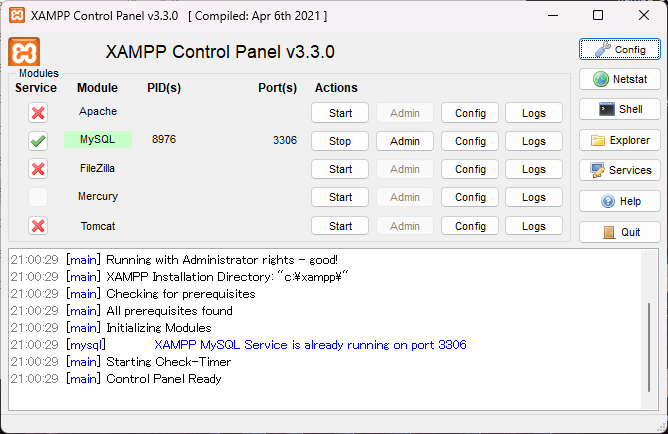 XAMPP Control Panel v3.3.0 [ Compiled: Apr 6th 2021 ]
XAMPP Control Panel v3.3.0
Config
Modules
Service Module PID(s) Port(s) Actions
Netstat
Apache Start Admin Config Logs
Shell
MySQL 8976 3306 Stop Admin Config Logs
Explorer
FileZilla Start Admin Config Logs
Services
Mercury Start Admin Config Logs
Help
Tomcat Start Admin Config Logs
Quit
21:00:29 [main] Running with Administrator rights - good!
21:00:29 [main] XAMPP Installation Directory: "c:¥xampp¥"
21:00:29 [main] Checking for prerequisites
21:00:29 [main] All prerequisites found
21:00:29 [main] Initializing Modules
21:00:29 [mysql] XAMPP MySQL Service is already running on port 3306
21:00:29 [main] Starting Check-Timer
21:00:29 [main] Control Panel Ready